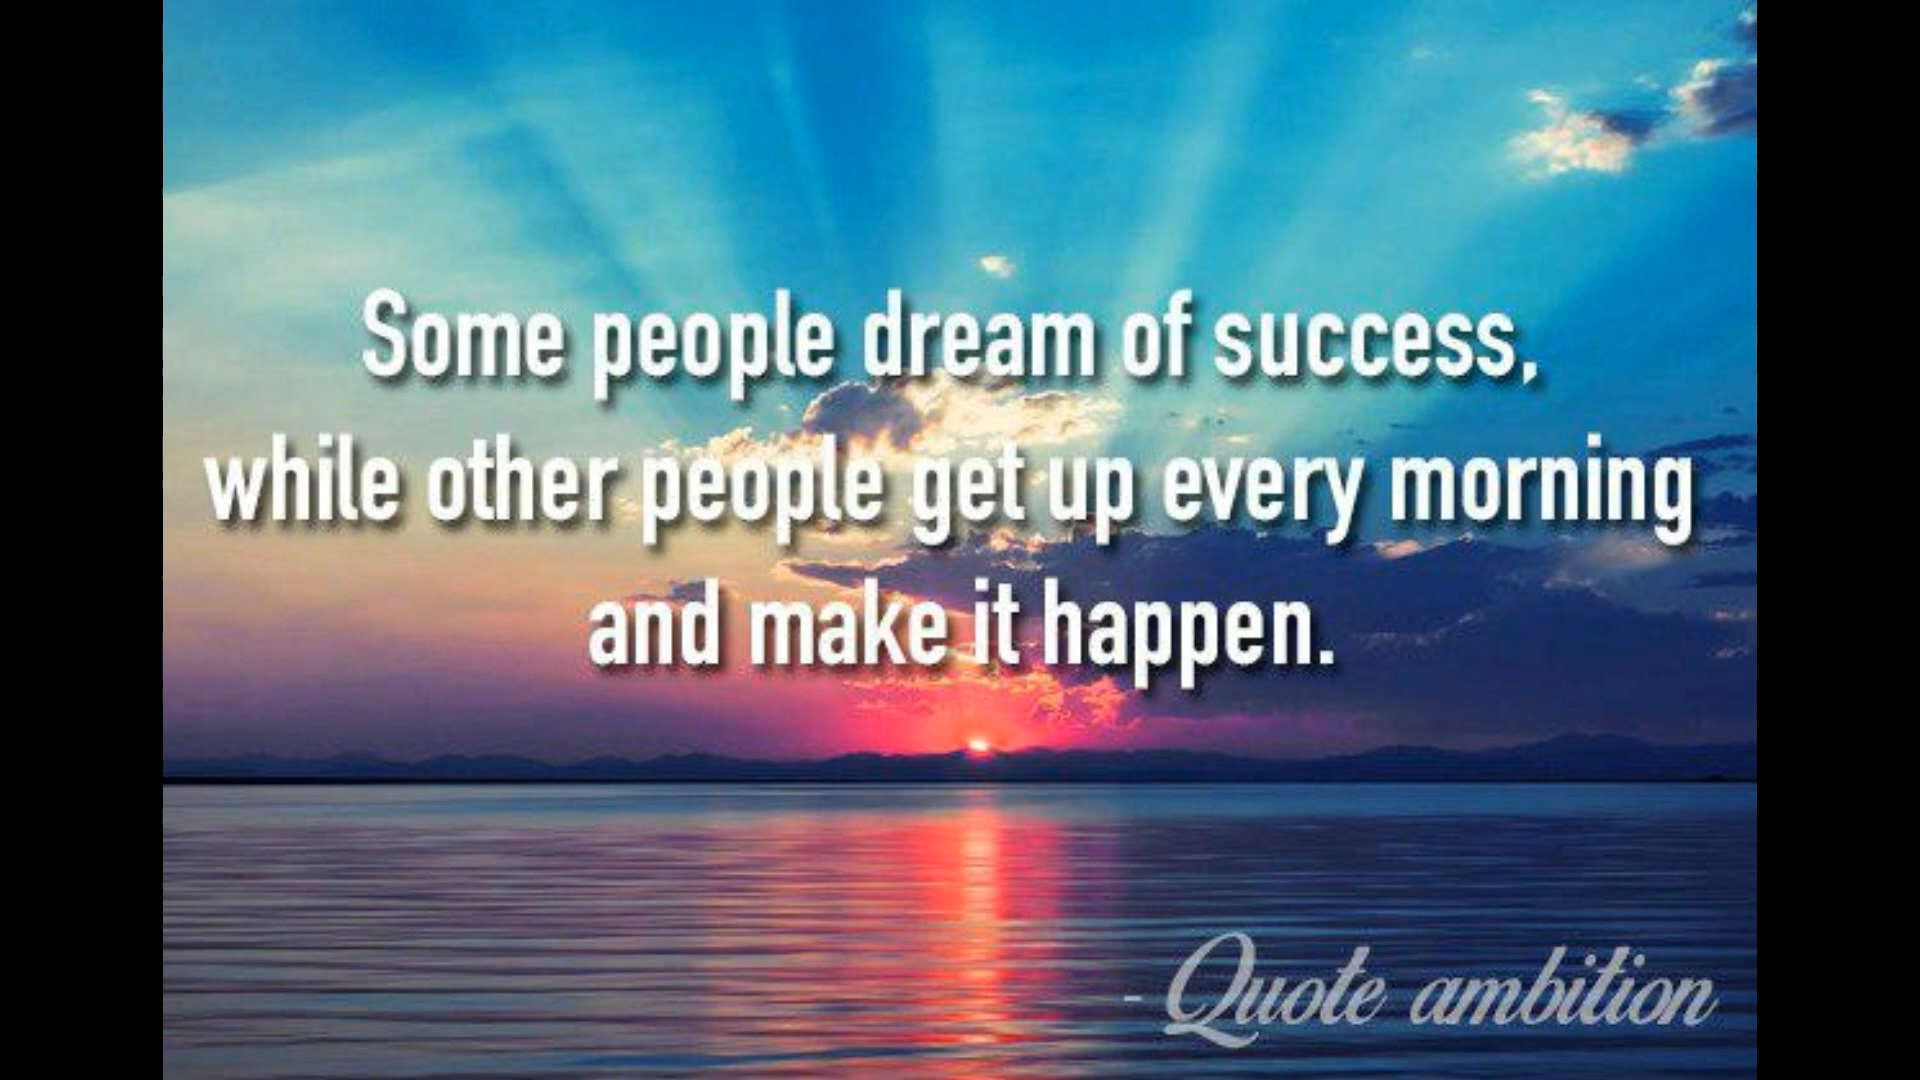 Some people dream of success,
while other people get up every morning
and make it happen.
- Quote ambition